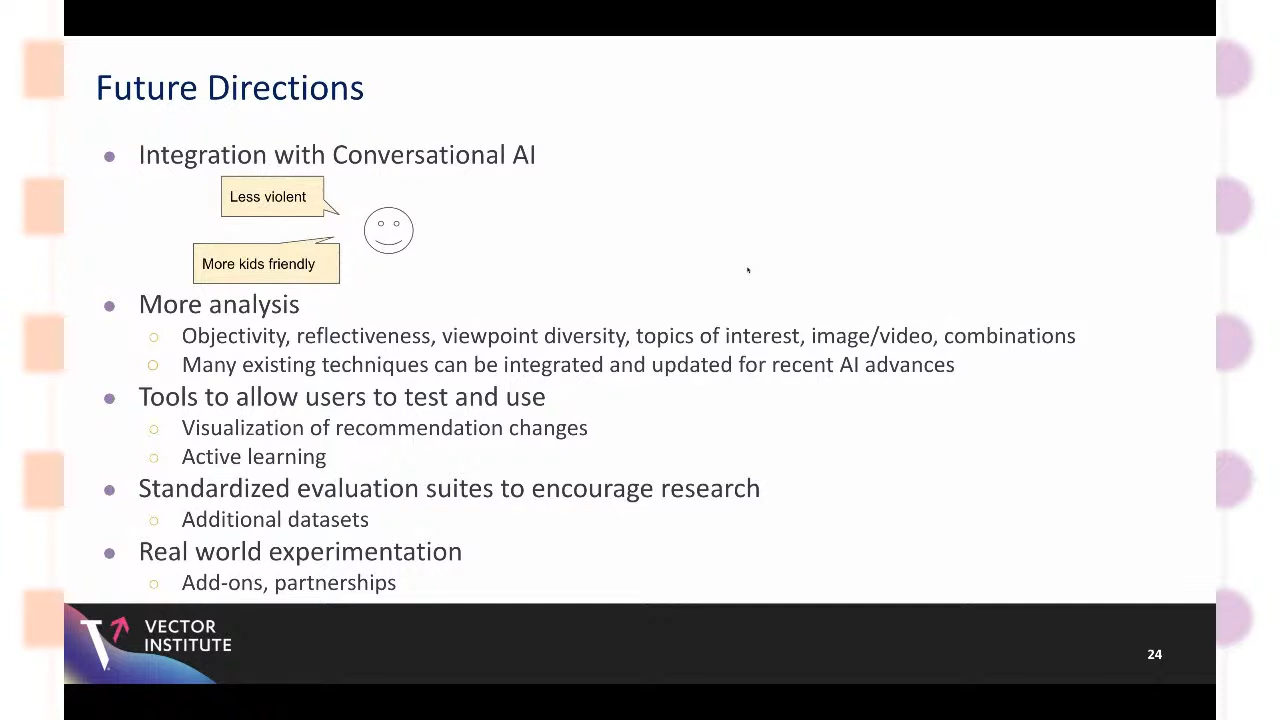 Future Directions
● Integration with Conversational AI
Less violent
More kids friendly
● More analysis
○ Objectivity, reflectiveness, viewpoint diversity, topics of interest, image/video, combinations
○ Many existing techniques can be integrated and updated for recent AI advances
● Tools to allow users to test and use
○ Visualization of recommendation changes
○ Active learning
● Standardized evaluation suites to encourage research
○ Additional datasets
● Real world experimentation
○ Add-ons, partnerships
VECTOR
INSTITUTE
24